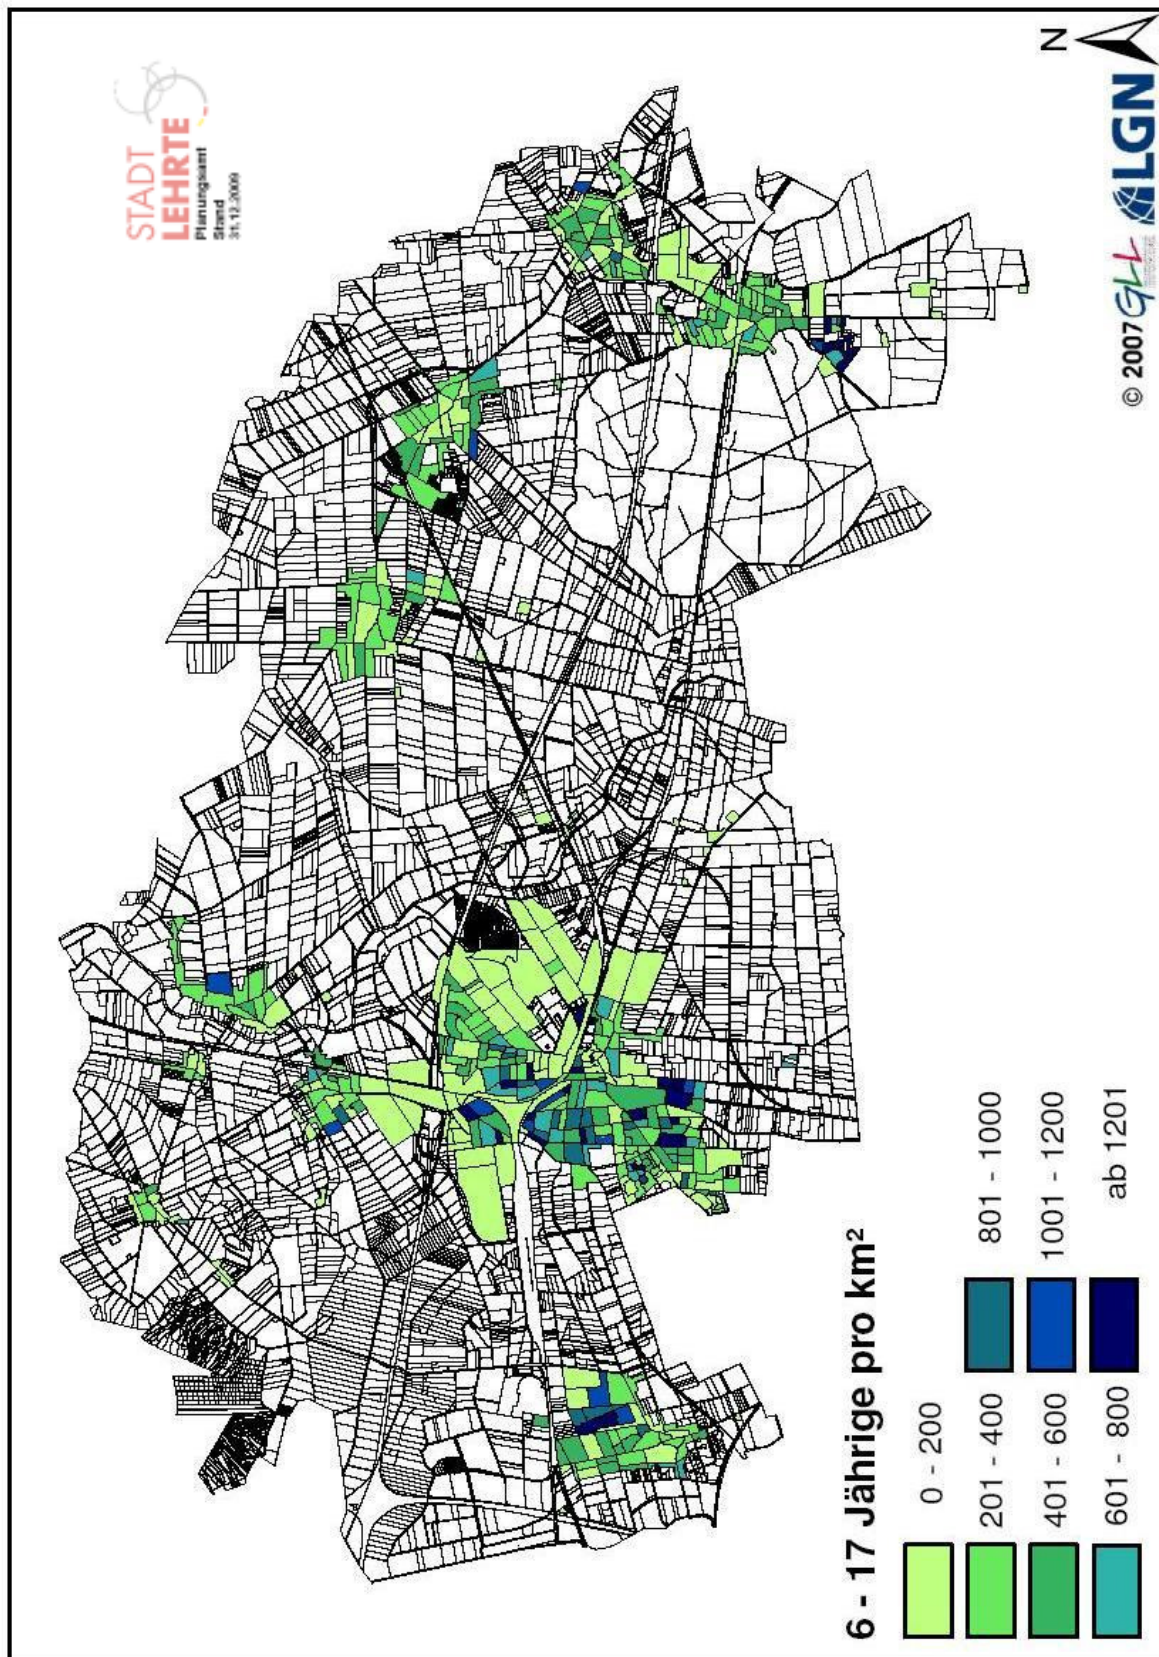 STADT
LEHRTE
Planungsamt
Stand
31.12.2009
N
© 2007 GLL LGN
6 - 17 Jährige pro km²
0 - 200
201 - 400
401 - 600
601 - 800
801 - 1000
1001 - 1200
ab 1201